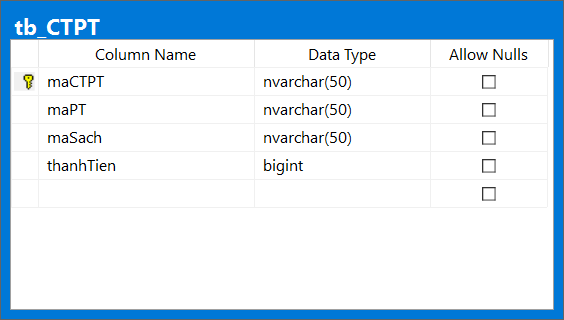 tb_CTPT
Column Name Data Type Allow Nulls
maCTPT nvarchar(50)
maPT nvarchar(50)
maSach nvarchar(50)
thanhTien bigint